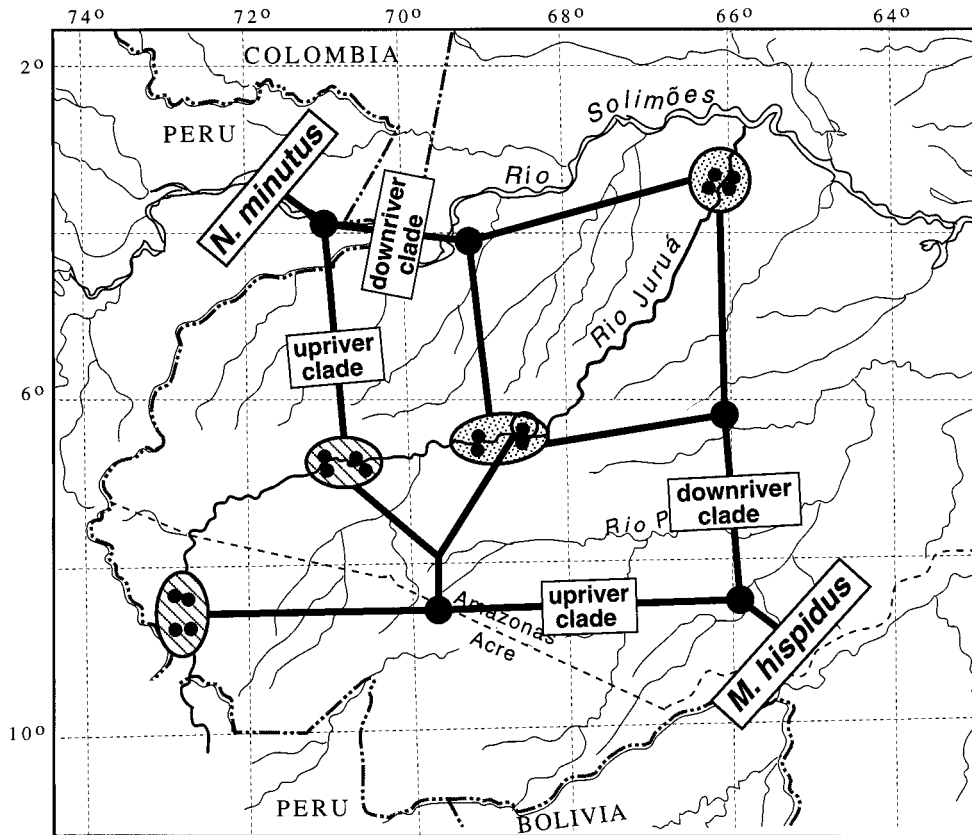 74° 72° 70° 68° 66° 64°
COLOMBIA
2°
Solimões
PERU
Rio
N. minutus
downriver
clade
Rio Juruá
upriver
clade
6°
downriver
clade
Rio P
upriver
clade
Amazonas
Acre
M. hispidus
10°
PERU
BOLIVIA